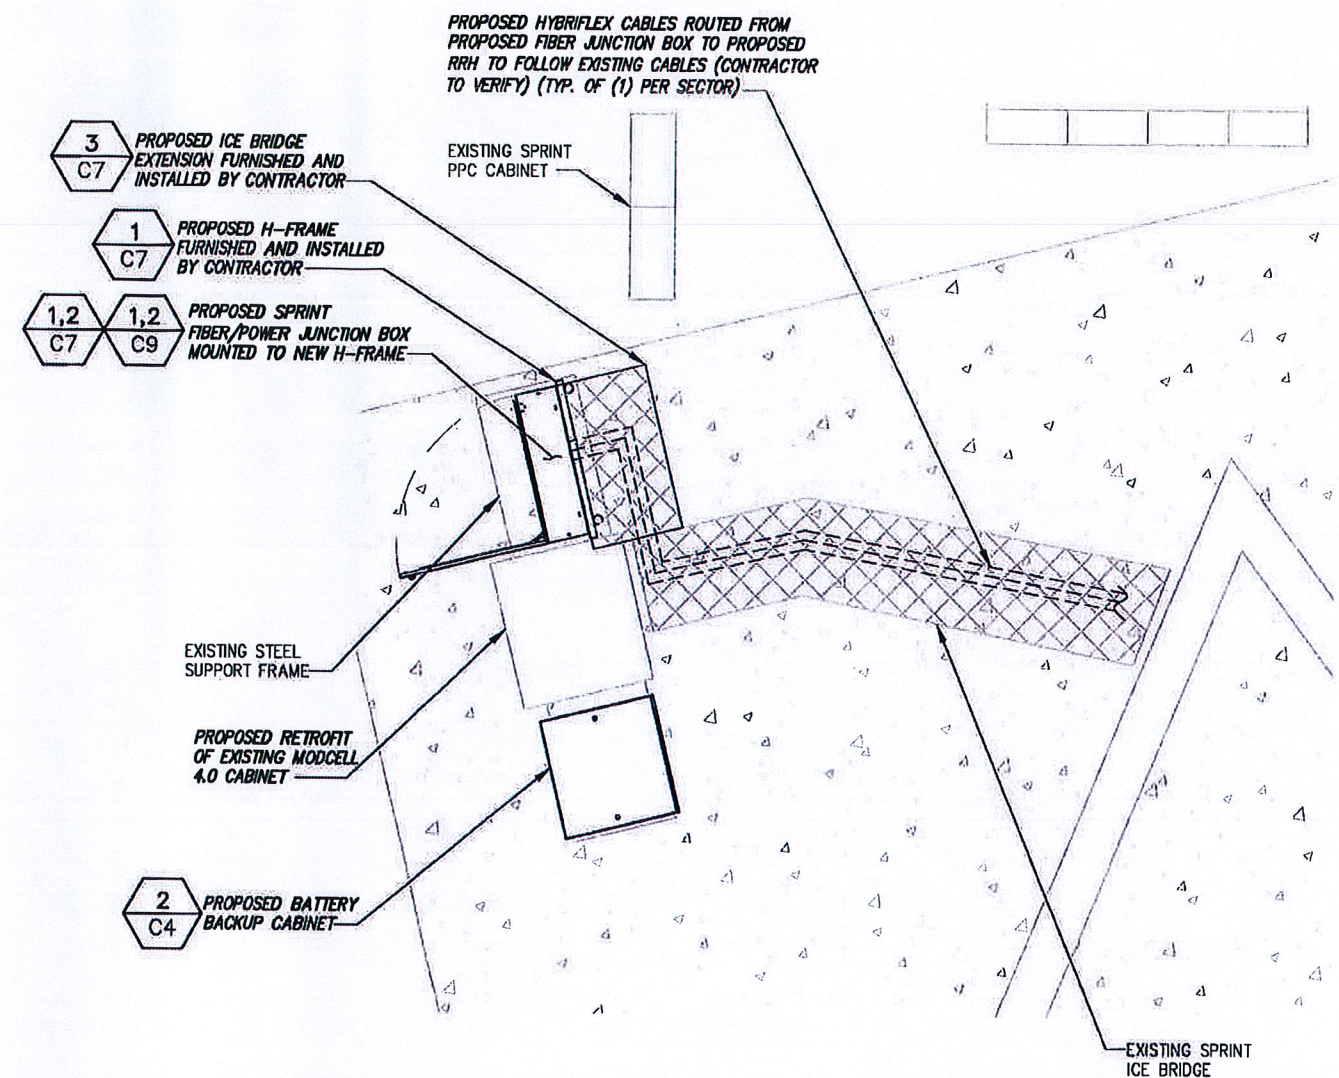 PROPOSED HYBRIFLEX CABLES ROUTED FROM
PROPOSED FIBER JUNCTION BOX TO PROPOSED
RRH TO FOLLOW EXISTING CABLES (CONTRACTOR
TO VERIFY) (TYP. OF (1) PER SECTOR)
3
C7
PROPOSED ICE BRIDGE
EXTENSION FURNISHED AND
INSTALLED BY CONTRACTOR
EXISTING SPRINT
PPC CABINET
1
C7
PROPOSED H-FRAME
FURNISHED AND INSTALLED
BY CONTRACTOR
1,2
C7
1,2
C9
PROPOSED SPRINT
FIBER/POWER JUNCTION BOX
MOUNTED TO NEW H-FRAME
EXISTING STEEL
SUPPORT FRAME
PROPOSED RETROFIT
OF EXISTING MODCELL
4.0 CABINET
2
C4
PROPOSED BATTERY
BACKUP CABINET
EXISTING SPRINT
ICE BRIDGE